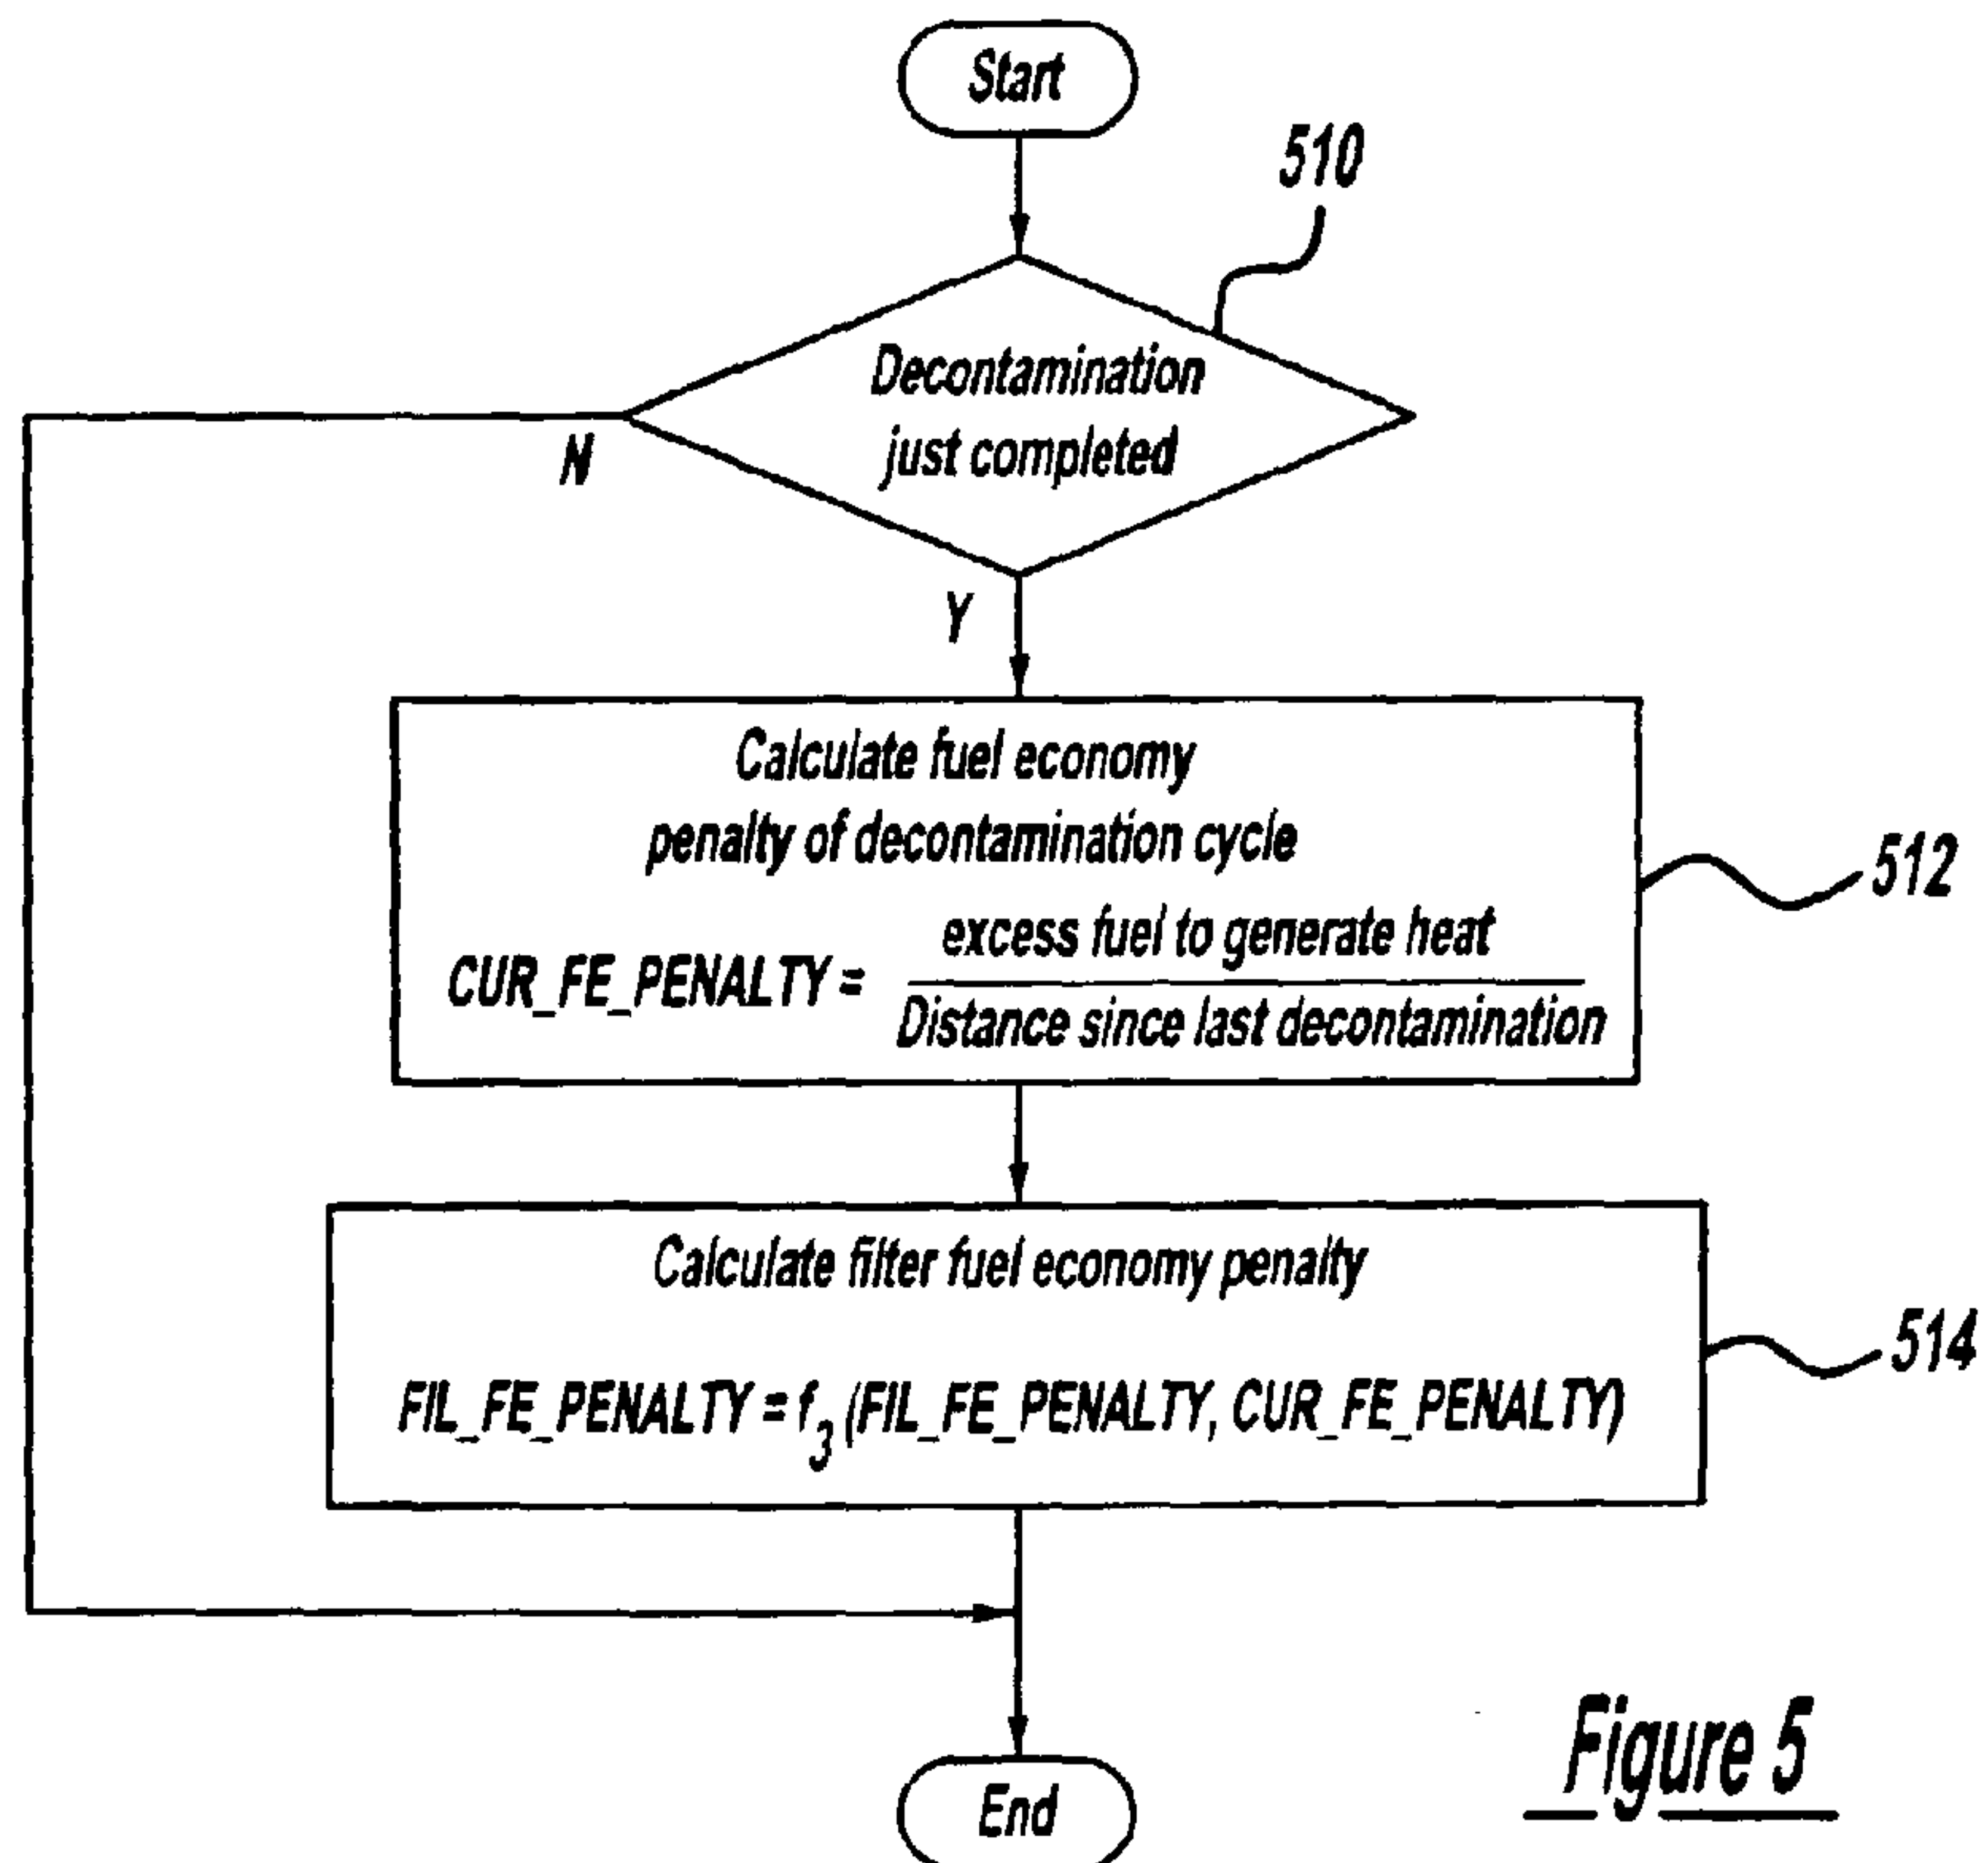 Start
510
Decontamination
just completed
N
Y
Calculate fuel economy
penalty of decontamination cycle
CUR_FE_PENALTY = excess fuel to generate heat
Distance since last decontamination
512
Calculate filter fuel economy penalty
FIL_FE_PENALTY = f3 (FIL_FE_PENALTY, CUR_FE_PENALTY)
514
End
Figure 5